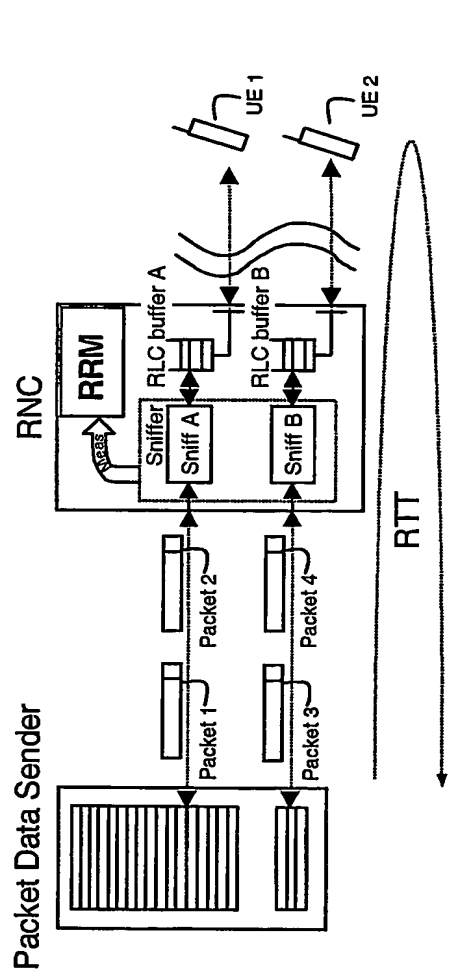 Packet Data Sender
RNC
RRM
Meas
Sniffer
Sniff A
Sniff B
RLC buffer A
RLC buffer B
Packet 1
Packet 2
Packet 3
Packet 4
UE 1
UE 2
RTT